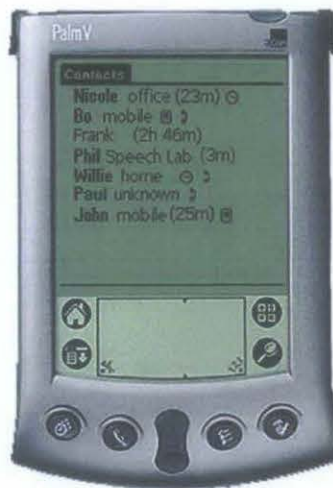 PalmV
Contacts
Nicole office (23m)
Bo mobile
Frank (2h 46m)
Phil Speech Lab (3m)
Willie home
Paul unknown
John mobile (25m)